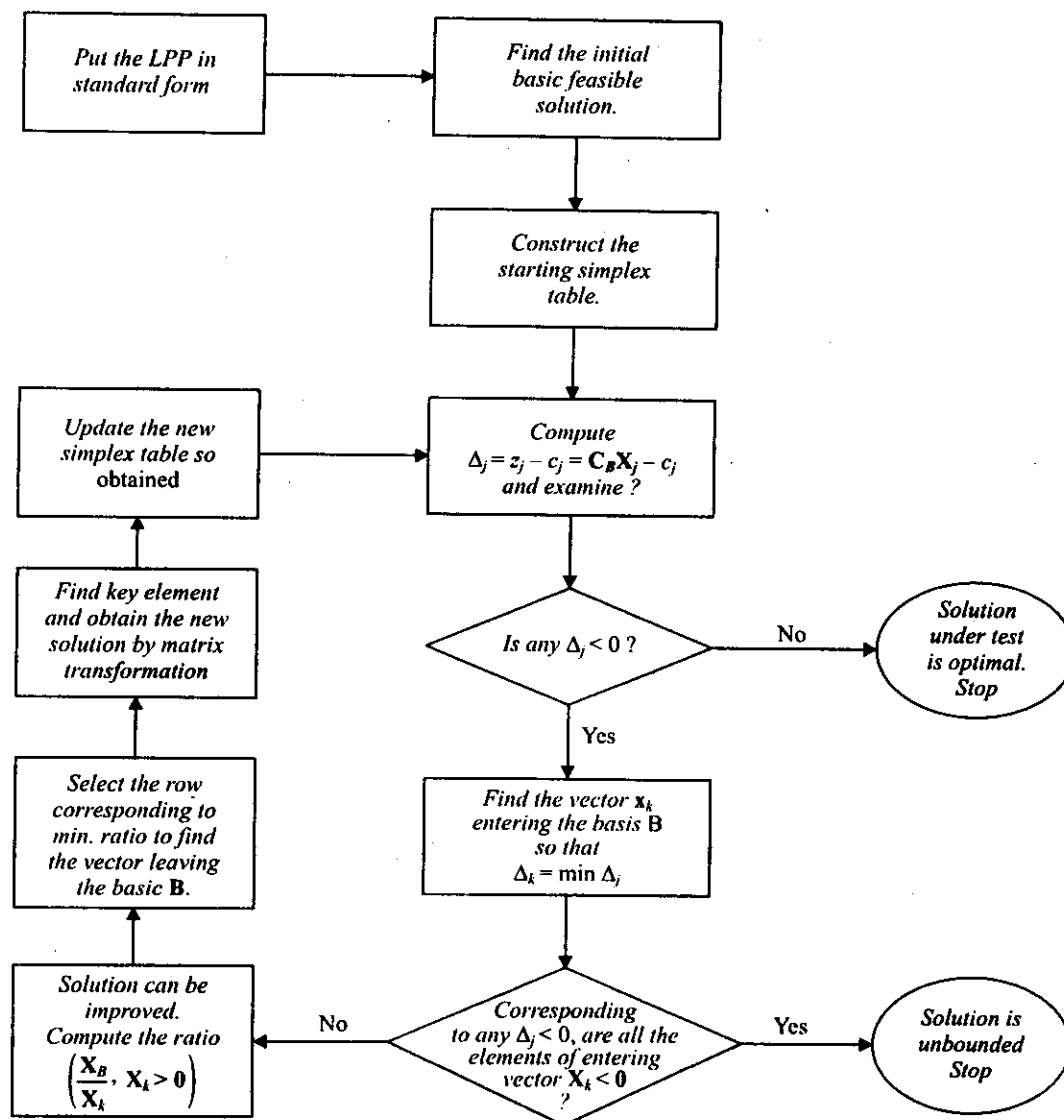 Put the LPP in
standard form
Find the initial
basic feasible
solution.
Construct the
starting simplex
table.
Update the new
simplex table so
obtained
Compute
Δj = zj – cj = CBXj – cj
and examine ?
Find key element
and obtain the new
solution by matrix
transformation
Is any Δj < 0 ?
No
Solution
under test
is optimal.
Stop
Yes
Select the row
corresponding to
min. ratio to find
the vector leaving
the basic B.
Find the vector xk
entering the basis B
so that
Δk = min Δj
Solution can be
improved.
Compute the ratio
(XB/Xk, Xk > 0)
No
Corresponding
to any Δj < 0, are all the
elements of entering
vector Xk < 0
?
Yes
Solution is
unbounded
Stop